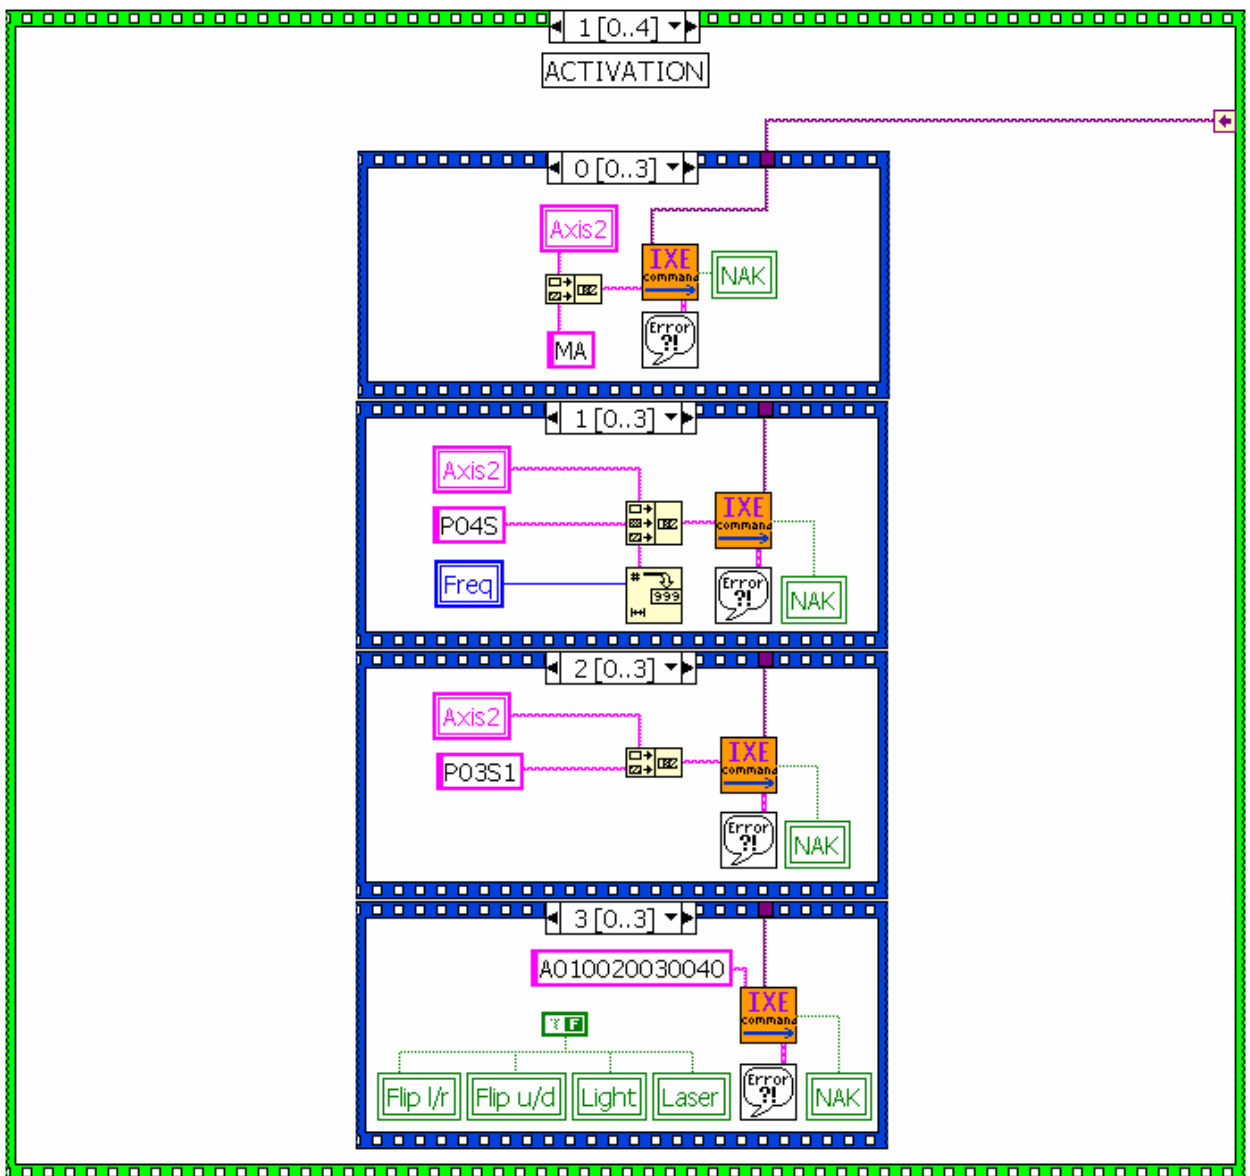 1 [0..4]
ACTIVATION
0 [0..3]
Axis2
IXE
command
NAK
MA
Error
?!
1 [0..3]
Axis2
P04S
IXE
command
Freq
#
999
Error
?!
NAK
2 [0..3]
Axis2
P03S1
IXE
command
Error
?!
NAK
3 [0..3]
A010020030040
IXE
command
F
Flip l/r
Flip u/d
Light
Laser
Error
?!
NAK